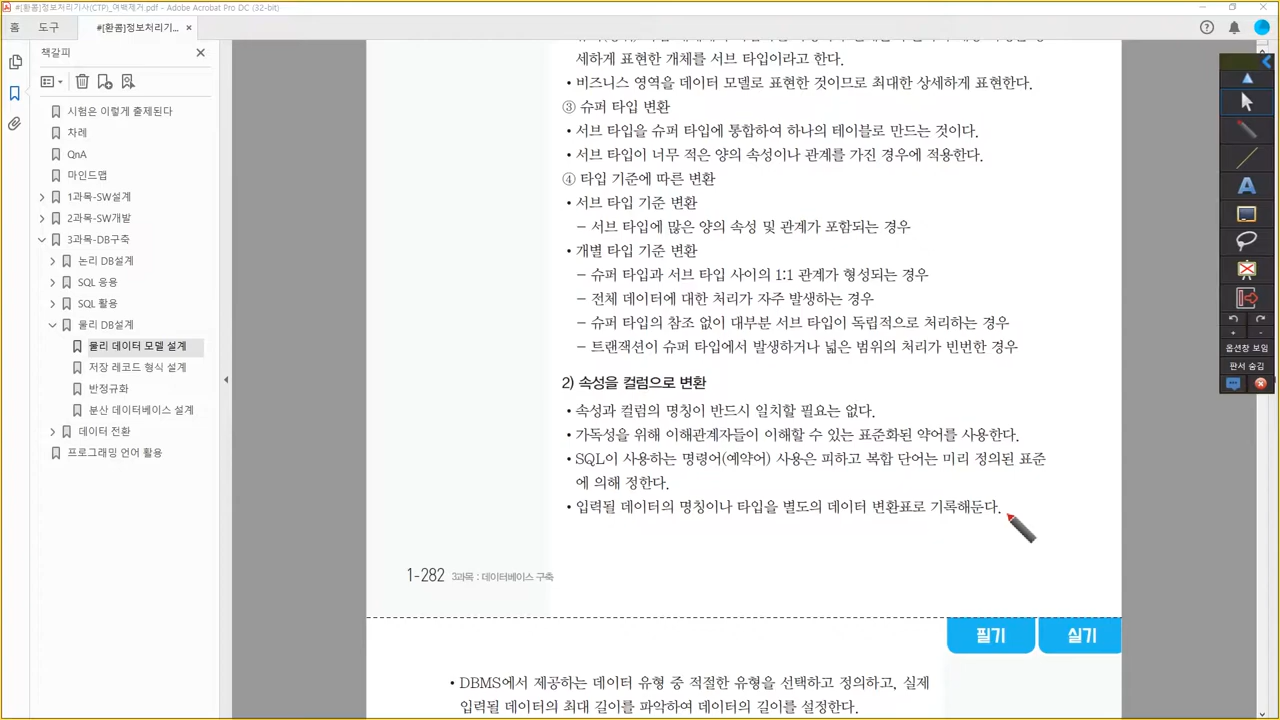 #[환콤]정보처리기사(CTP)_여백제거.pdf - Adobe Acrobat Pro DC (32-bit)
홈 도구 #[환콤]정보처리기... ×
책갈피
시험은 이렇게 출제된다
차례
QnA
마인드맵
1과목-SW설계
2과목-SW개발
3과목-DB구축
논리 DB설계
SQL 응용
SQL 활용
물리 DB설계
물리 데이터 모델 설계
저장 레코드 형식 설계
반정규화
분산 데이터베이스 설계
데이터 전환
프로그래밍 언어 활용
세하게 표현한 개체를 서브 타입이라고 한다.
• 비즈니스 영역을 데이터 모델로 표현한 것이므로 최대한 상세하게 표현한다.
③ 슈퍼 타입 변환
• 서브 타입을 슈퍼 타입에 통합하여 하나의 테이블로 만드는 것이다.
• 서브 타입이 너무 적은 양의 속성이나 관계를 가진 경우에 적용한다.
④ 타입 기준에 따른 변환
• 서브 타입 기준 변환
– 서브 타입에 많은 양의 속성 및 관계가 포함되는 경우
• 개별 타입 기준 변환
– 슈퍼 타입과 서브 타입 사이의 1:1 관계가 형성되는 경우
– 전체 데이터에 대한 처리가 자주 발생하는 경우
– 슈퍼 타입의 참조 없이 대부분 서브 타입이 독립적으로 처리하는 경우
– 트랜잭션이 슈퍼 타입에서 발생하거나 넓은 범위의 처리가 빈번한 경우
2) 속성을 컬럼으로 변환
• 속성과 컬럼의 명칭이 반드시 일치할 필요는 없다.
• 가독성을 위해 이해관계자들이 이해할 수 있는 표준화된 약어를 사용한다.
• SQL이 사용하는 명령어(예약어) 사용은 피하고 복합 단어는 미리 정의된 표준
에 의해 정한다.
• 입력될 데이터의 명칭이나 타입을 별도의 데이터 변환표로 기록해둔다.
1-282 3과목 : 데이터베이스 구축
필기 실기
• DBMS에서 제공하는 데이터 유형 중 적절한 유형을 선택하고 정의하고, 실제
입력될 데이터의 최대 길이를 파악하여 데이터의 길이를 설정한다.
A
옵션창 보임
판서 숨김